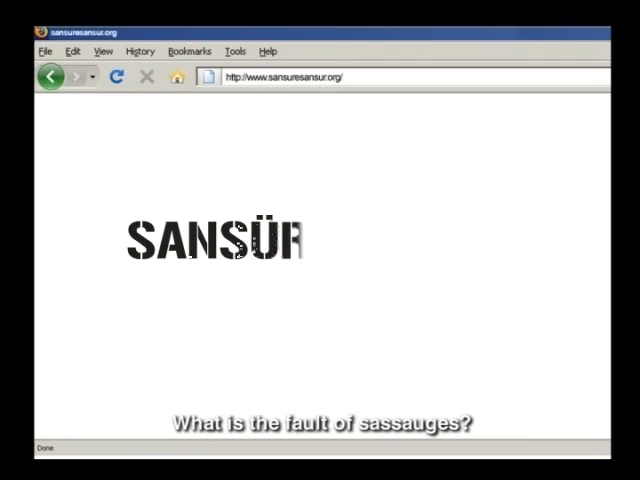 sansuresansur.org
File Edit View History Bookmarks Tools Help
http://www.sansuresansur.org/
SANSÜR
What is the fault of sassauges?
Done